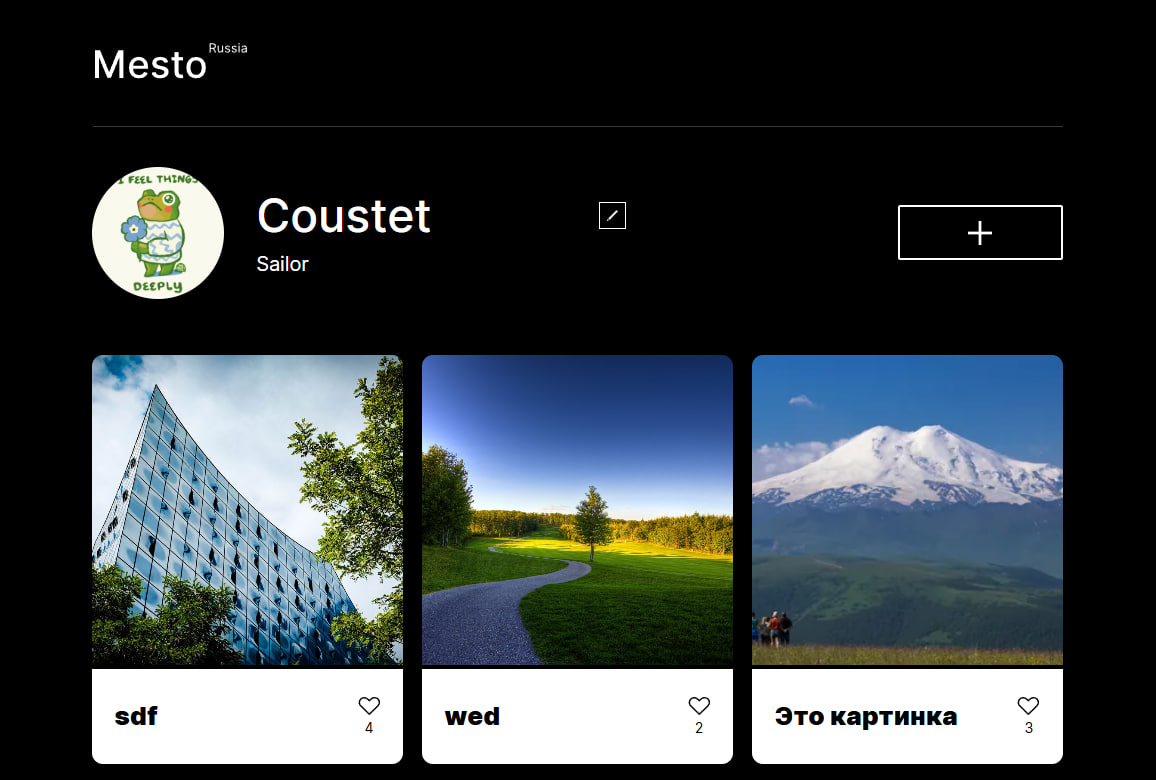 Mesto Russia
I FEEL THINGS
DEEPLY
Coustet
Sailor
sdf
4
wed
2
Это картинка
3